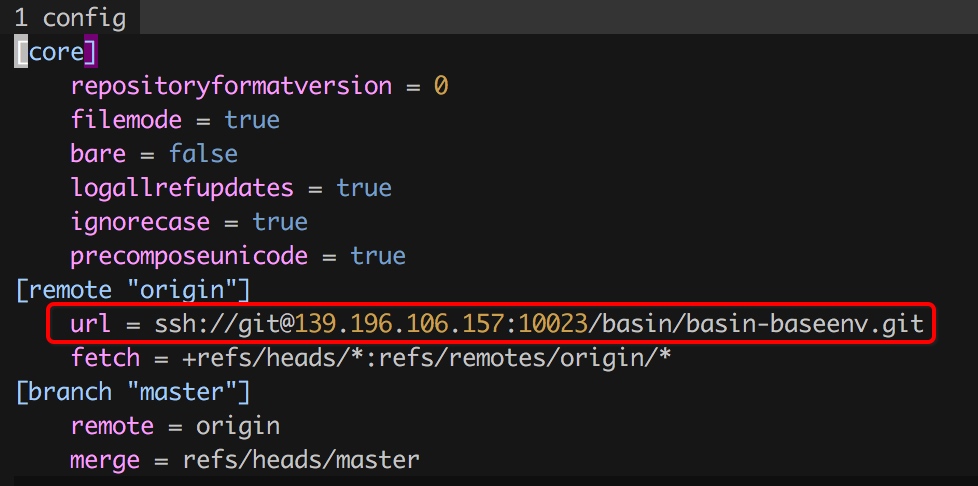 1 config
[core]
repositoryformatversion = 0
filemode = true
bare = false
logallrefupdates = true
ignorecase = true
precomposeunicode = true
[remote "origin"]
url = ssh://git@139.196.106.157:10023/basin/basin-baseenv.git
fetch = +refs/heads/*:refs/remotes/origin/*
[branch "master"]
remote = origin
merge = refs/heads/master